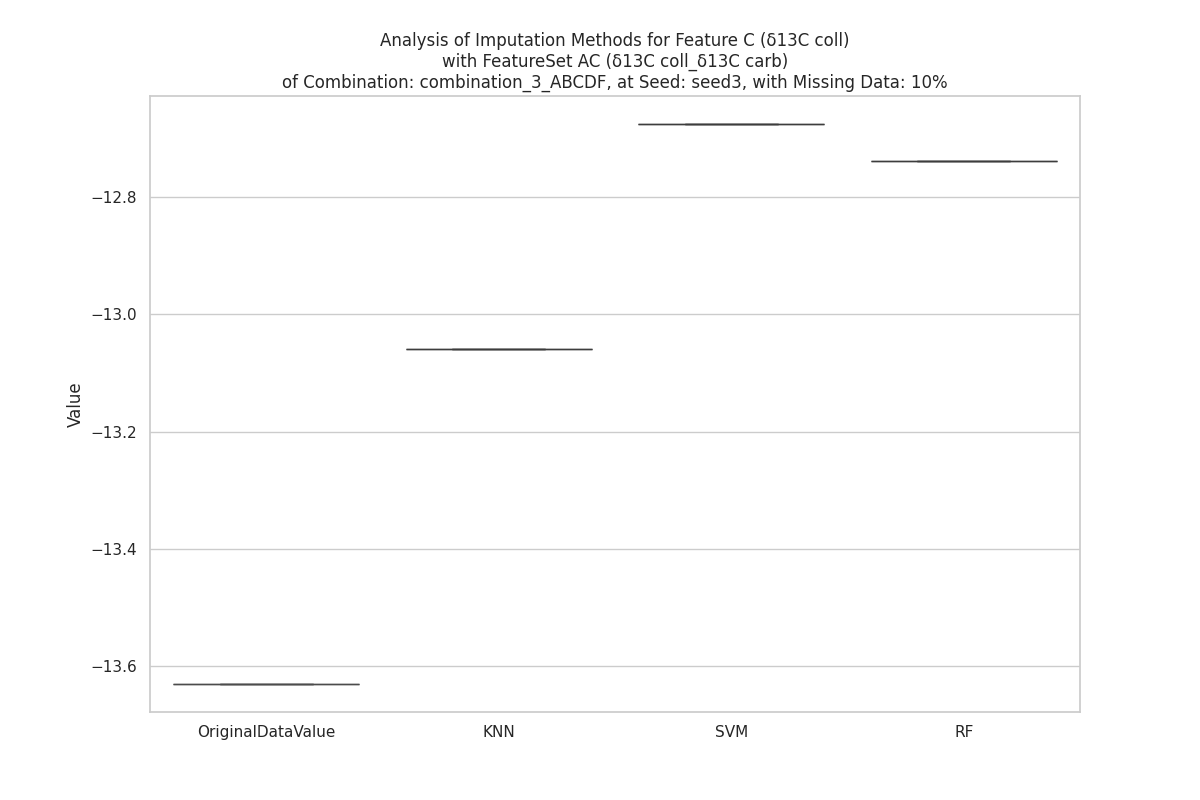 Analysis of Imputation Methods for Feature C (δ13C coll)
with FeatureSet AC (δ13C coll_δ13C carb)
of Combination: combination_3_ABCDF, at Seed: seed3, with Missing Data: 10%
−12.8
−13.0
−13.2
−13.4
−13.6
Value
OriginalDataValue KNN SVM RF